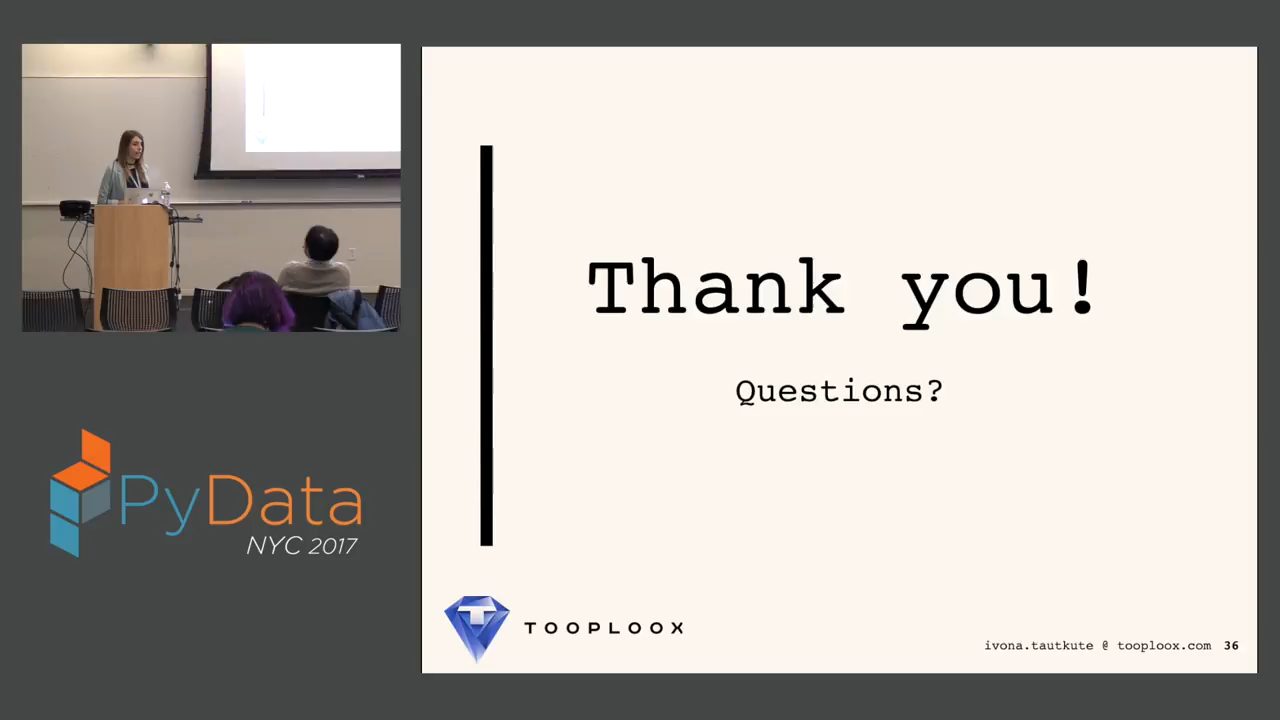 PyData
NYC 2017
Thank you!
Questions?
T
TOOPLOOX
ivona.tautkute @ tooploox.com 36